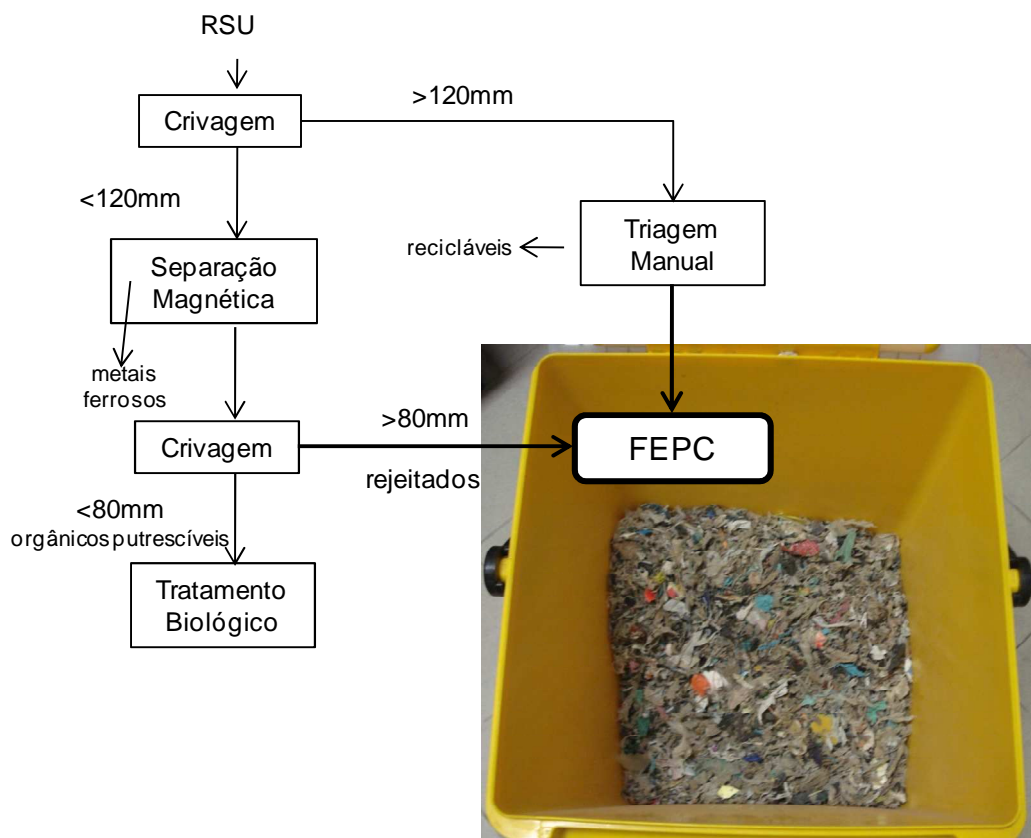 RSU
>120mm
Crivagem
<120mm
Triagem
Manual
recicláveis
Separação
Magnética
metais
ferrosos
>80mm
Crivagem
FEPC
rejeitados
<80mm
orgânicos putrescíveis
Tratamento
Biológico